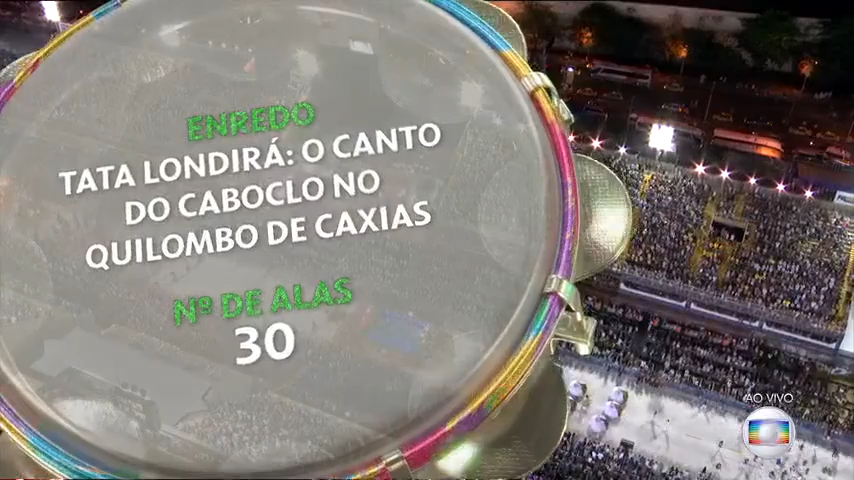 ENREDO
TATA LONDIRÁ: O CANTO
DO CABOCLO NO
QUILOMBO DE CAXIAS
Nº DE ALAS
30
AO VIVO